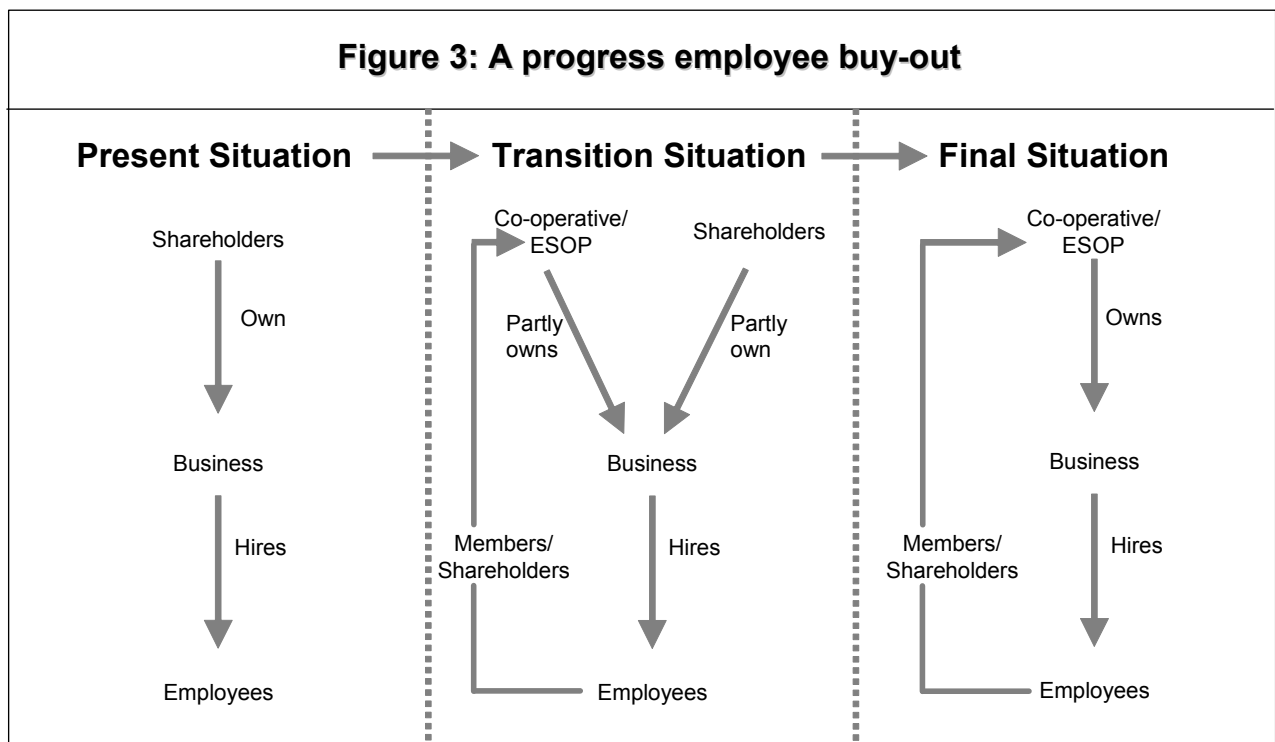 Figure 3: A progress employee buy-out
Present Situation
Transition Situation
Final Situation
Shareholders
Own
Business
Hires
Employees
Co-operative/
ESOP
Shareholders
Partly
owns
Partly
own
Business
Members/
Shareholders
Hires
Employees
Co-operative/
ESOP
Owns
Business
Members/
Shareholders
Hires
Employees